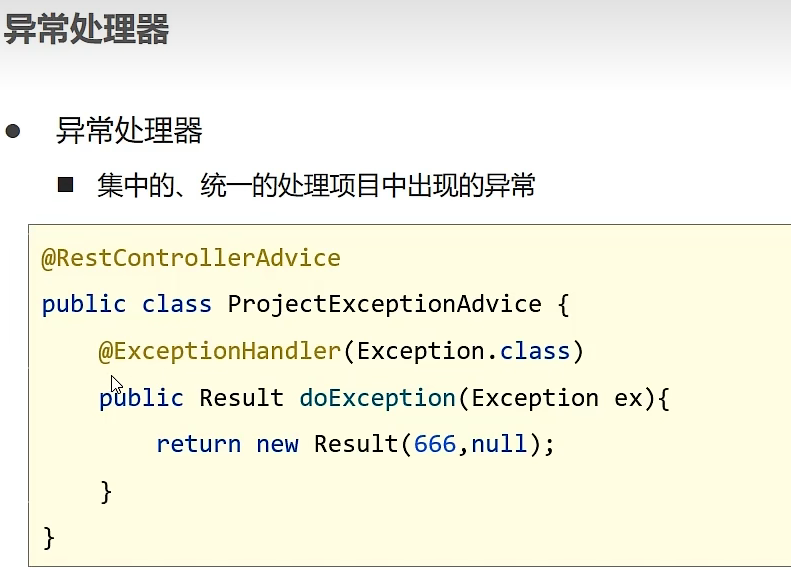 异常处理器
异常处理器
集中的、统一的处理项目中出现的异常
@RestControllerAdvice
public class ProjectExceptionAdvice {
@ExceptionHandler(Exception.class)
public Result doException(Exception ex){
return new Result(666,null);
}
}